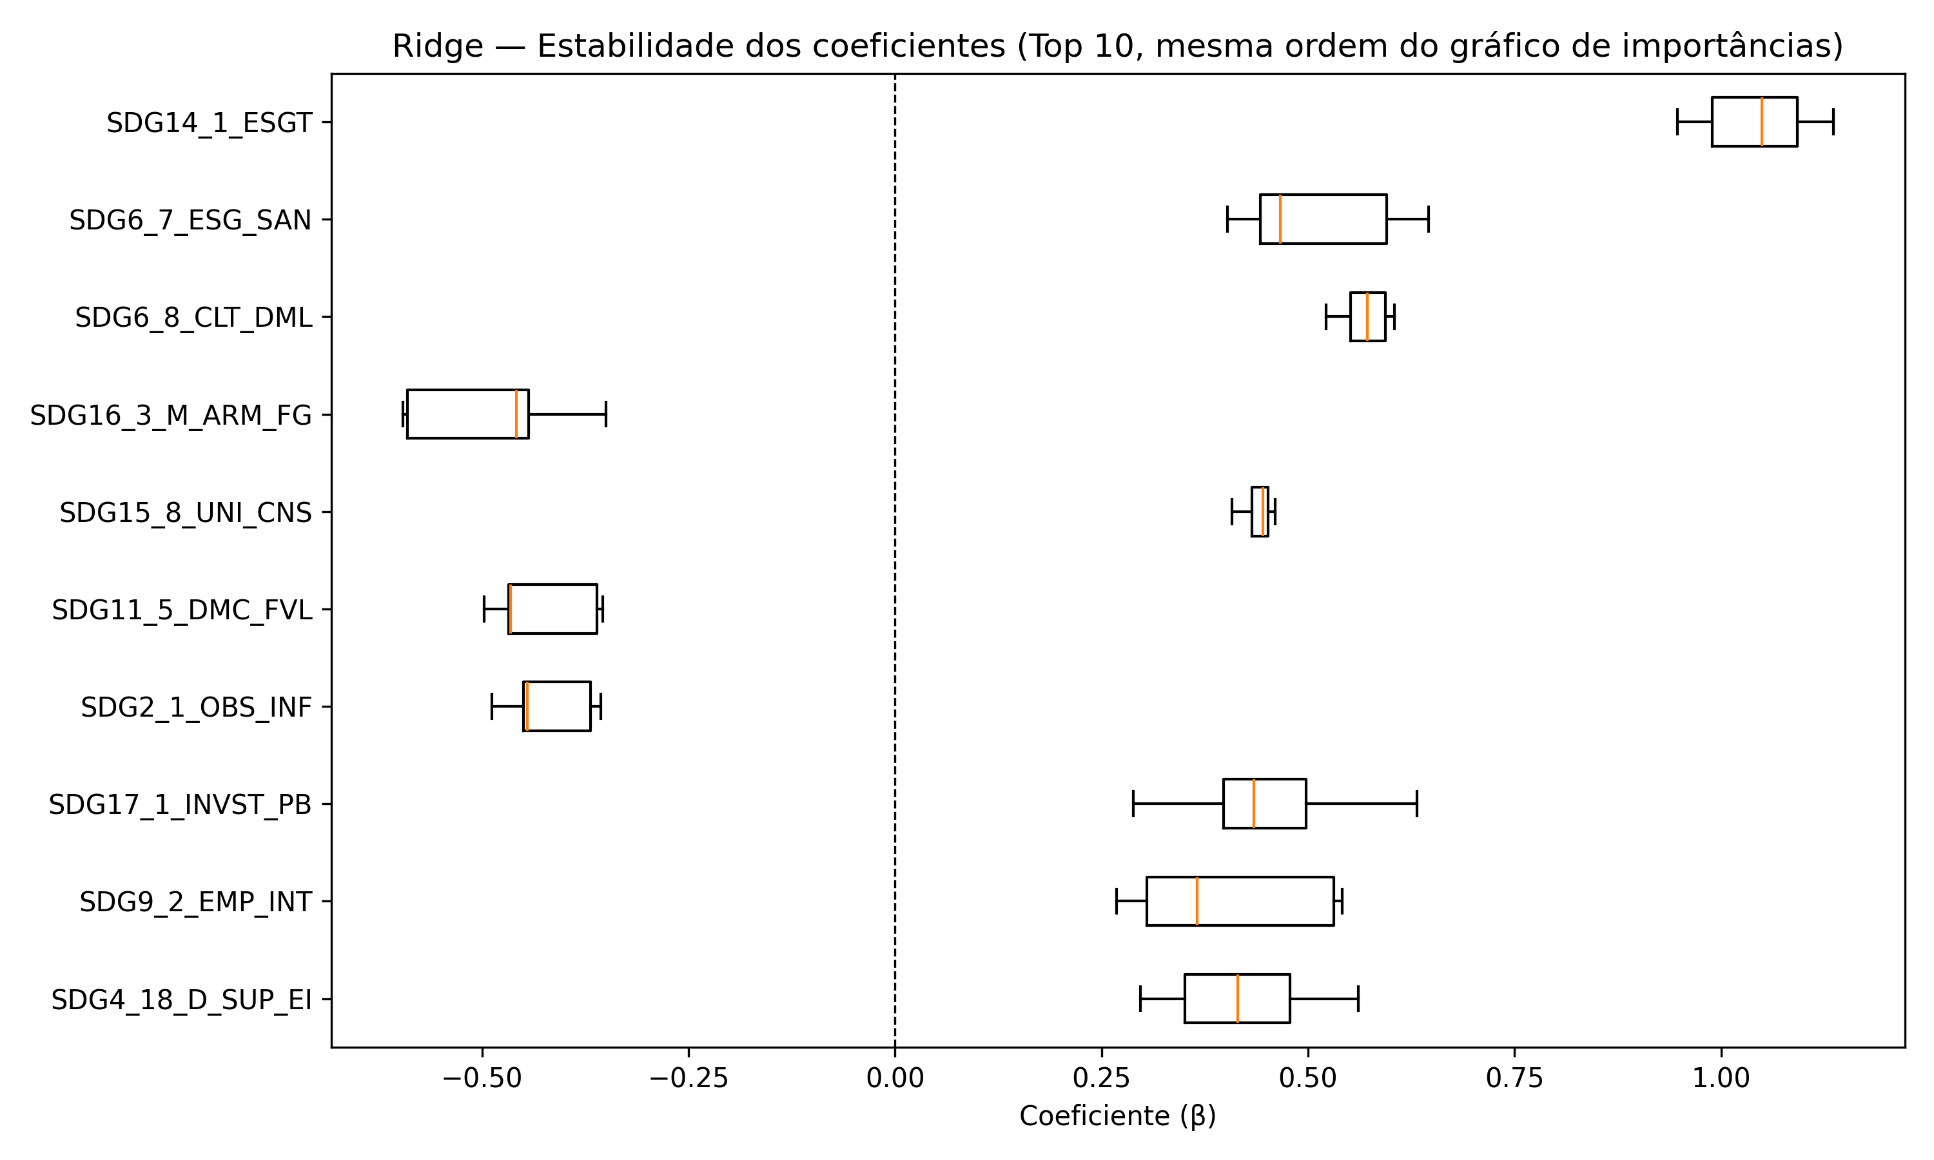 Ridge — Estabilidade dos coeficientes (Top 10, mesma ordem do gráfico de importâncias)
SDG14_1_ESGT
SDG6_7_ESG_SAN
SDG6_8_CLT_DML
SDG16_3_M_ARM_FG
SDG15_8_UNI_CNS
SDG11_5_DMC_FVL
SDG2_1_OBS_INF
SDG17_1_INVST_PB
SDG9_2_EMP_INT
SDG4_18_D_SUP_EI
−0.50 −0.25 0.00 0.25 0.50 0.75 1.00
Coeficiente (β)